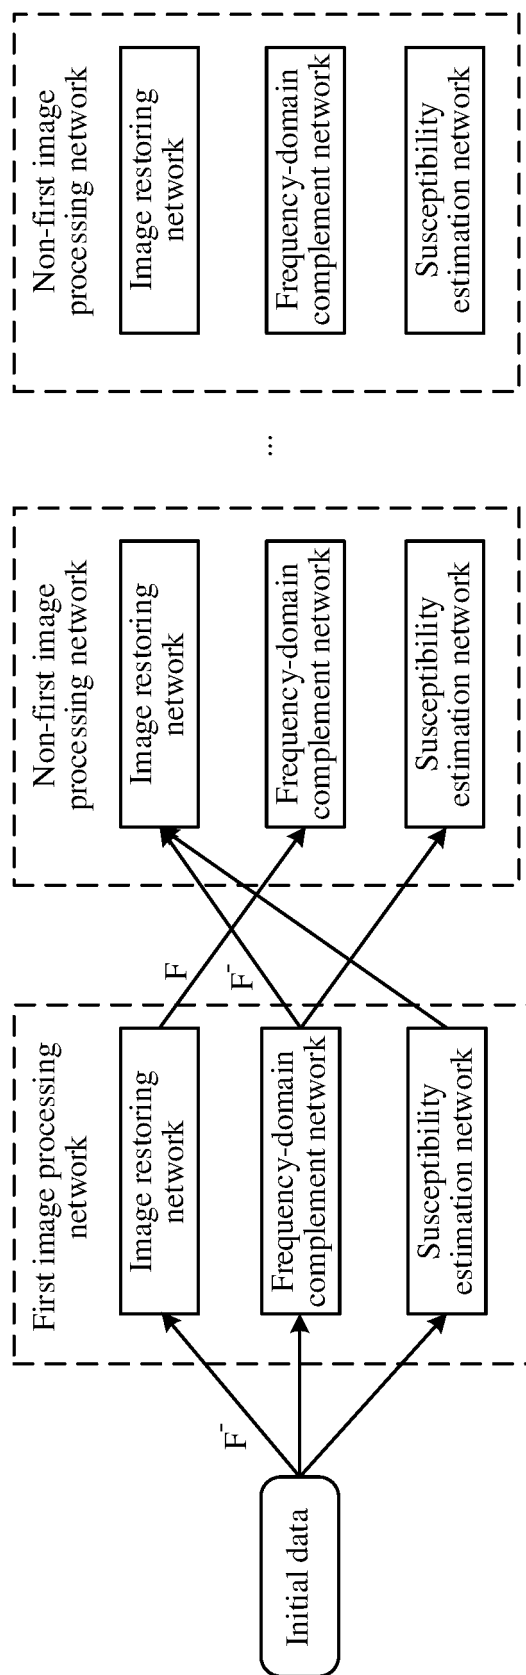 Initial data
F⁻
First image processing
network
Image restoring
network
Frequency-domain
complement network
Susceptibility
estimation network
F
F⁻
Non-first image
processing network
Image restoring
network
Frequency-domain
complement network
Susceptibility
estimation network
...
Non-first image
processing network
Image restoring
network
Frequency-domain
complement network
Susceptibility
estimation network